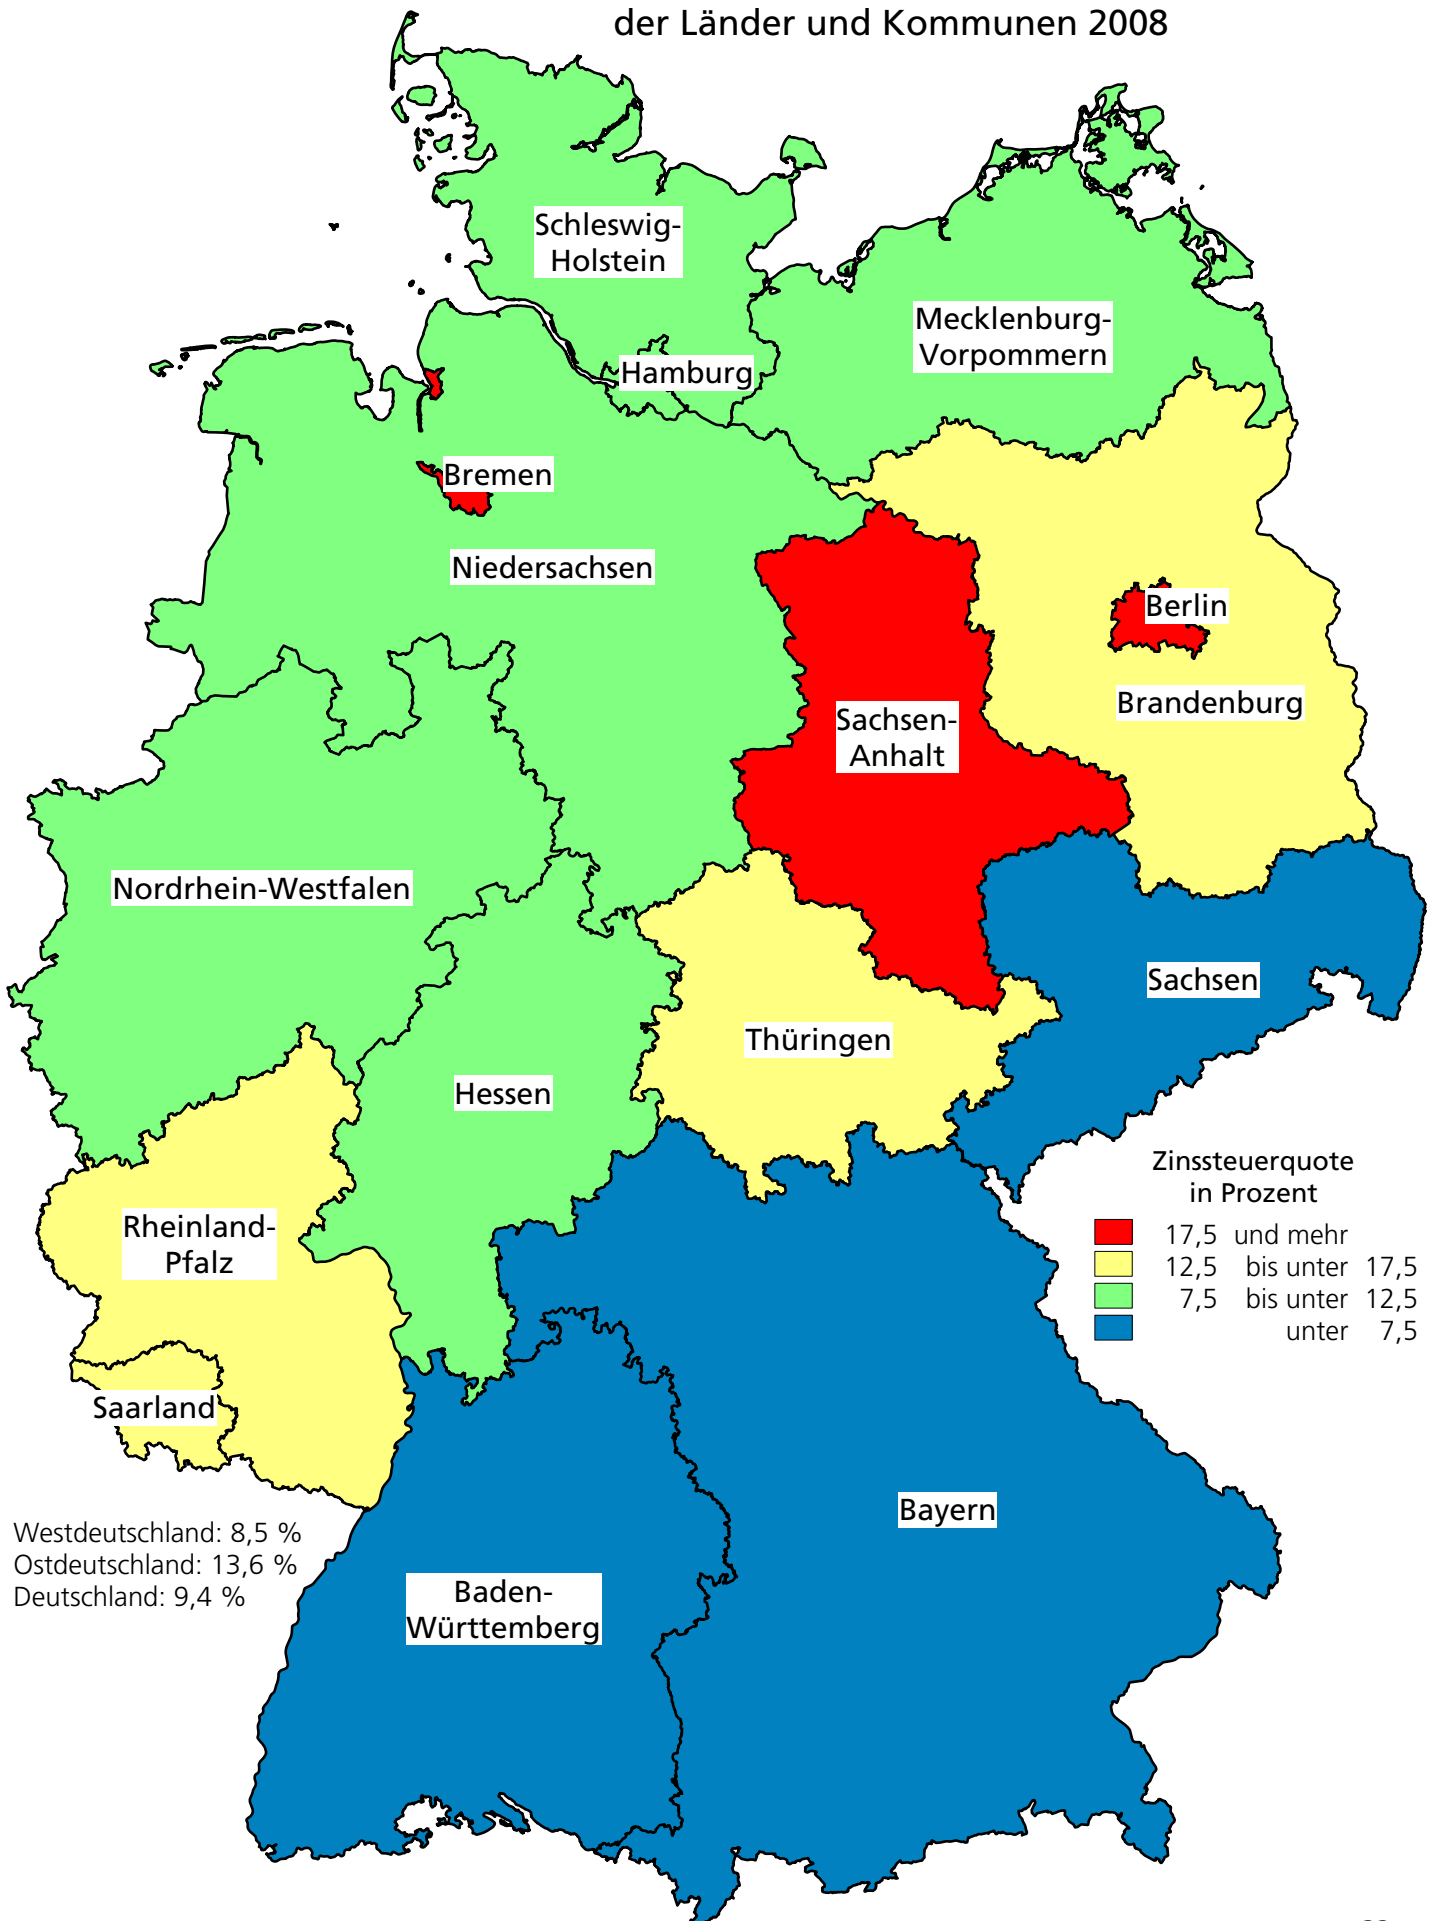 der Länder und Kommunen 2008
Schleswig-
Holstein
Mecklenburg-
Vorpommern
Hamburg
Bremen
Niedersachsen
Berlin
Brandenburg
Sachsen-
Anhalt
Nordrhein-Westfalen
Sachsen
Thüringen
Hessen
Zinssteuerquote
in Prozent
17,5 und mehr
12,5 bis unter 17,5
7,5 bis unter 12,5
unter 7,5
Rheinland-
Pfalz
Saarland
Bayern
Westdeutschland: 8,5 %
Ostdeutschland: 13,6 %
Deutschland: 9,4 %
Baden-
Württemberg